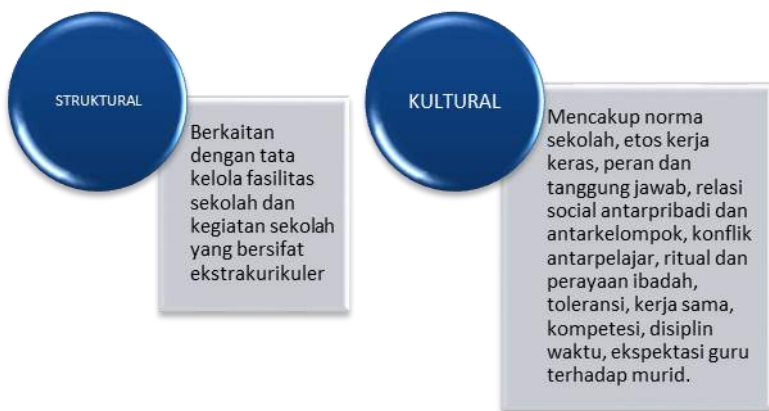 STRUKTURAL
Berkaitan
dengan tata
kelola fasilitas
sekolah dan
kegiatan sekolah
yang bersifat
ekstrakurikuler
KULTURAL
Mencakup norma
sekolah, etos kerja
keras, peran dan
tanggung jawab, relasi
social antarpribadi dan
antarkelompok, konflik
antarpelajar, ritual dan
perayaan ibadah,
toleransi, kerja sama,
kompetesi, disiplin
waktu, ekspektasi guru
terhadap murid.